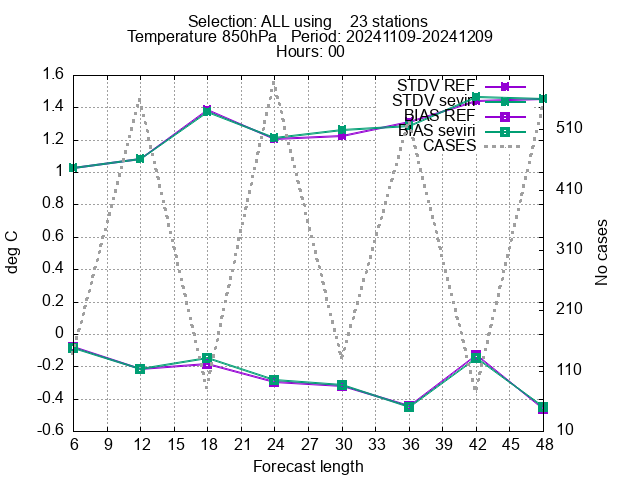 Selection: ALL using 23 stations
Temperature 850hPa Period: 20241109-20241209
Hours: 00
STDV REF
STDV seviri
BIAS REF
BIAS seviri
CASES
1.6
1.4
1.2
1
0.8
0.6
0.4
0.2
0
-0.2
-0.4
-0.6
deg C
510
410
310
210
110
10
No cases
6 9 12 15 18 21 24 27 30 33 36 39 42 45 48
Forecast length